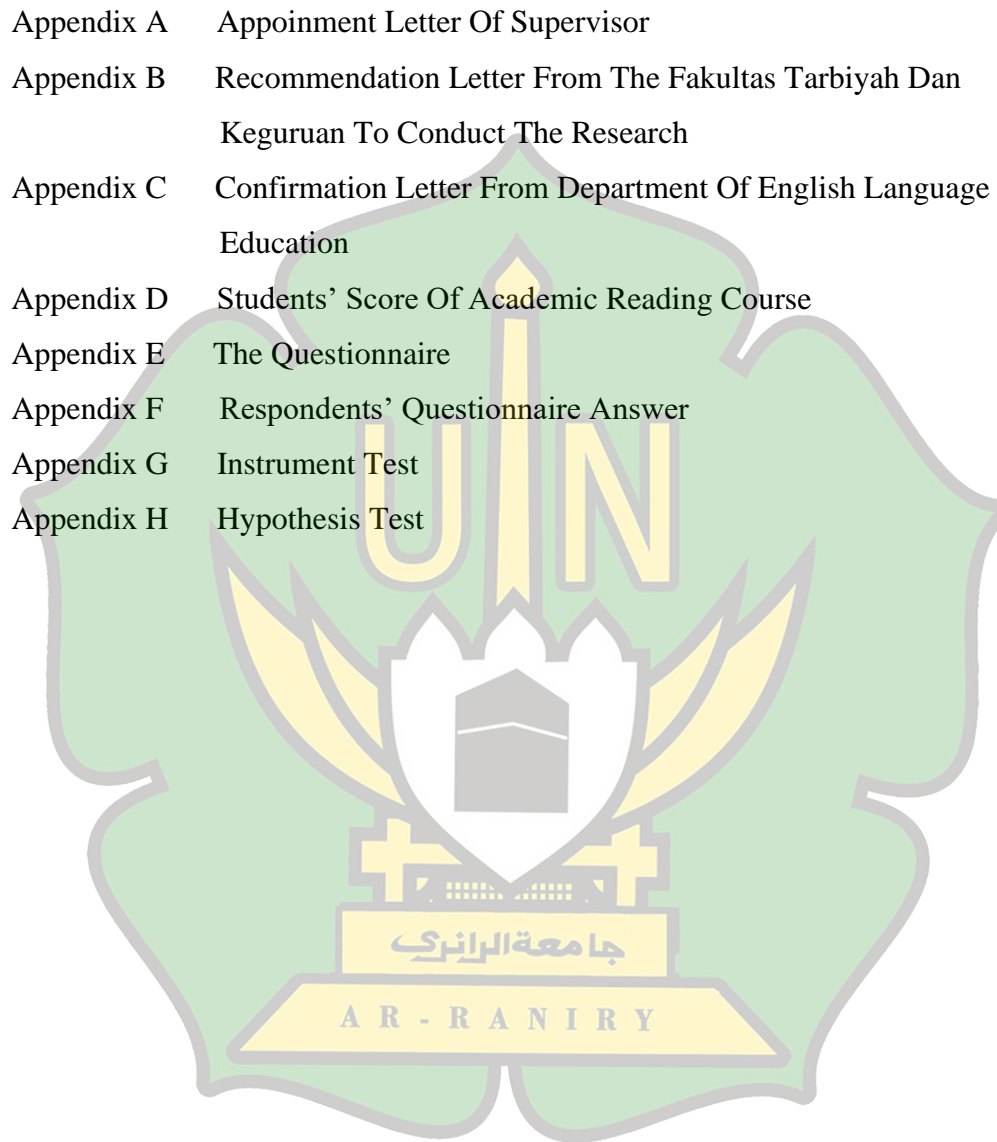 Appendix A Appoinment Letter Of Supervisor
Appendix B Recommendation Letter From The Fakultas Tarbiyah Dan
Keguruan To Conduct The Research
Appendix C Confirmation Letter From Department Of English Language
Education
Appendix D Students’ Score Of Academic Reading Course
Appendix E The Questionnaire
Appendix F Respondents’ Questionnaire Answer
Appendix G Instrument Test
Appendix H Hypothesis Test
UIN
جامعة الرانري
AR-RANIRY